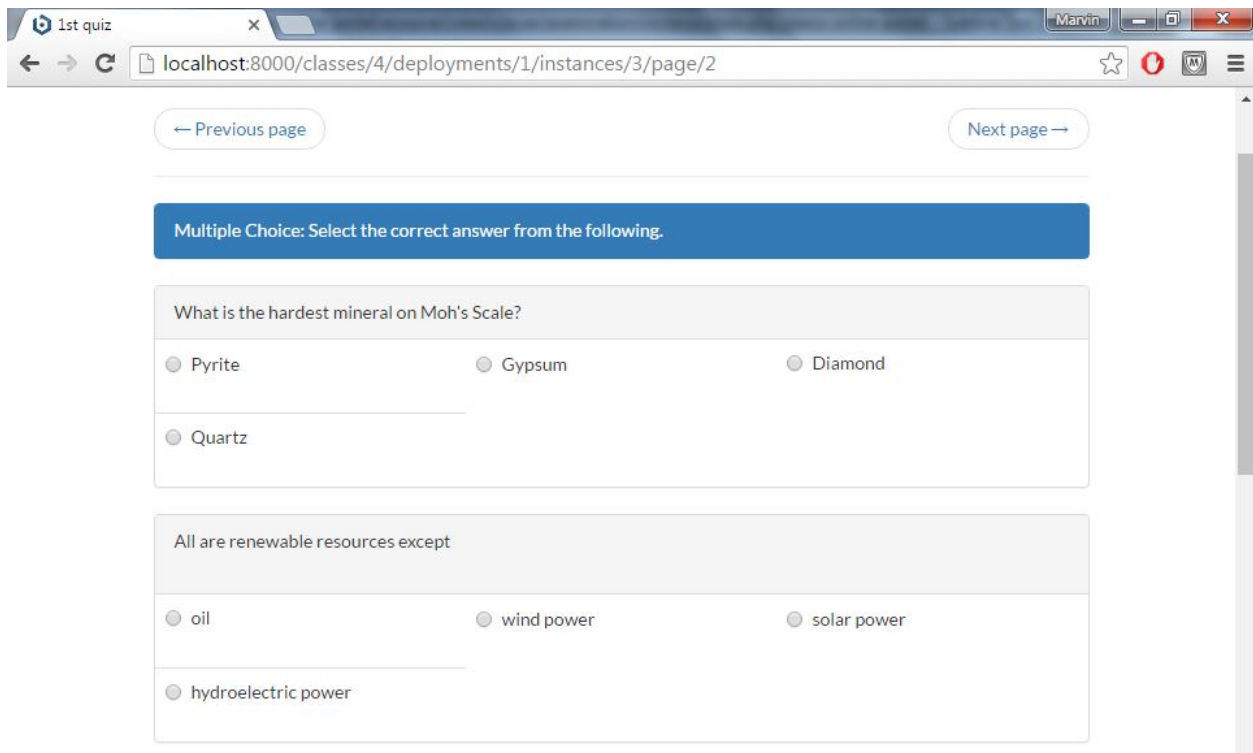 1st quiz
Marvin
localhost:8000/classes/4/deployments/1/instances/3/page/2
← Previous page Next page →
Multiple Choice: Select the correct answer from the following.
What is the hardest mineral on Moh's Scale?
Pyrite Gypsum Diamond
Quartz
All are renewable resources except
oil wind power solar power
hydroelectric power